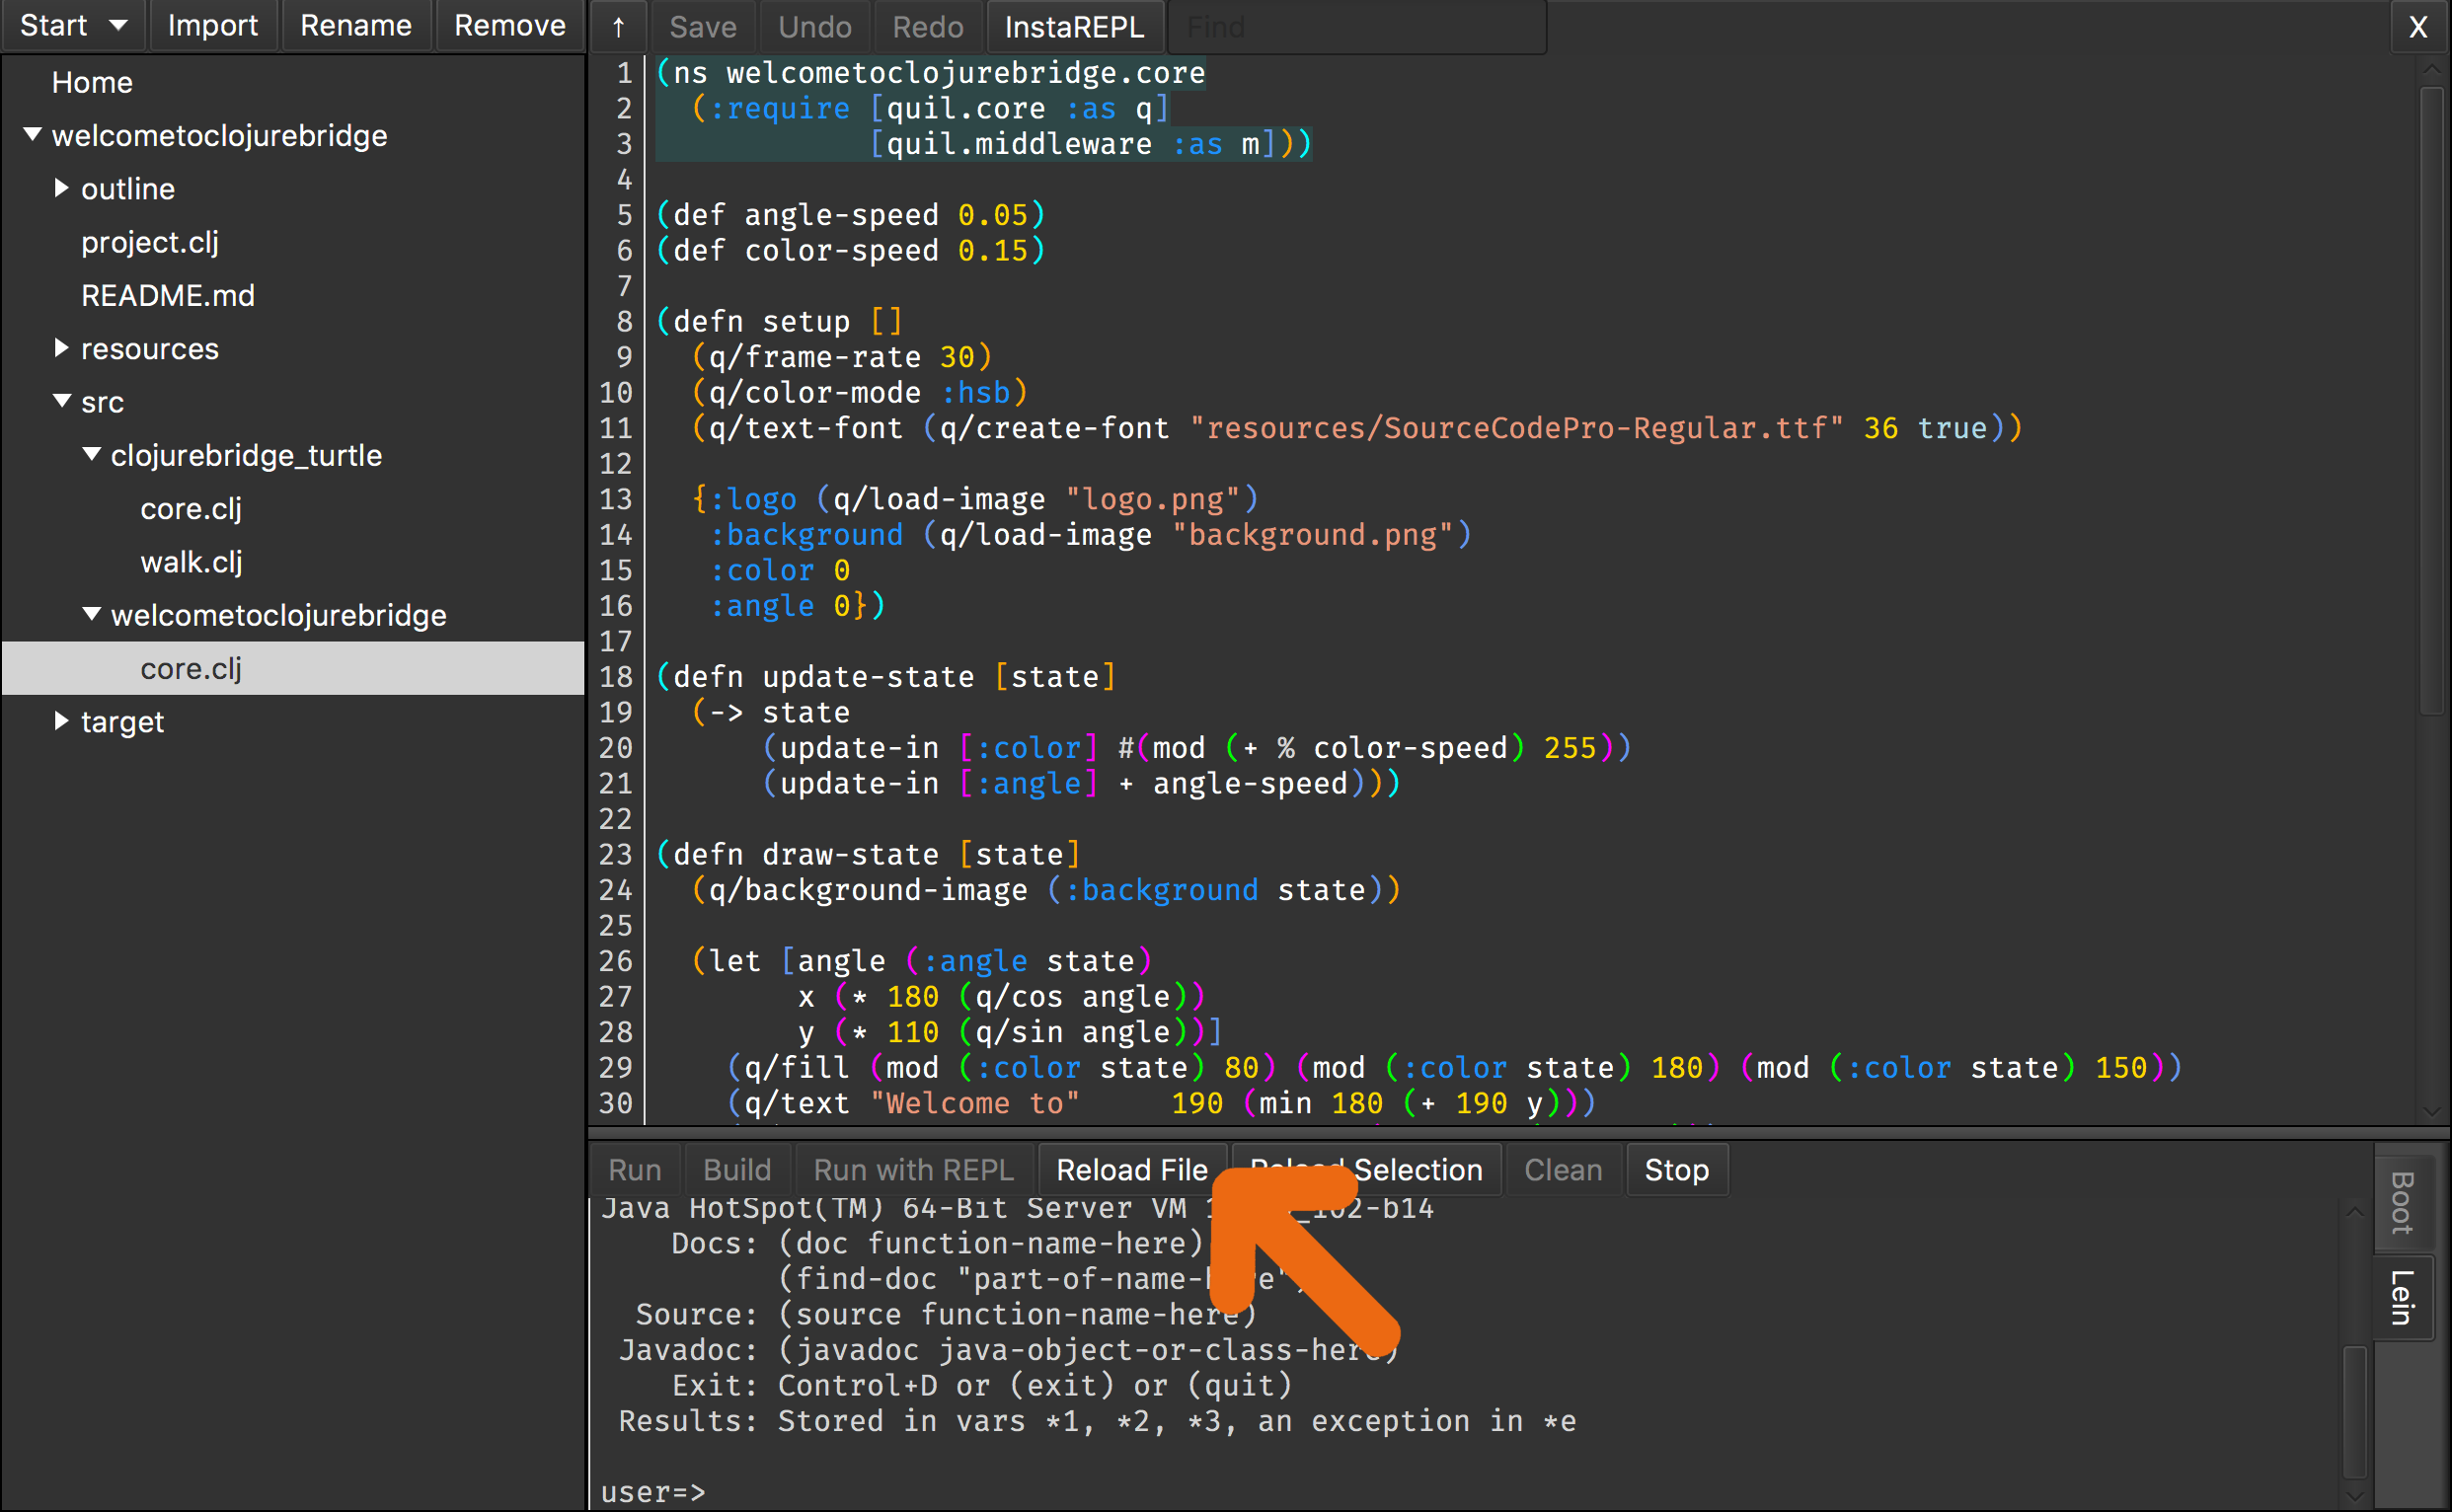 Start Import Rename Remove ↑ Save Undo Redo InstaREPL Find X
Home
welcometoclojurebridge
outline
project.clj
README.md
resources
src
clojurebridge_turtle
core.clj
walk.clj
welcometoclojurebridge
core.clj
target
1 (ns welcometoclojurebridge.core
2   (:require [quil.core :as q]
3             [quil.middleware :as m]))
4
5 (def angle-speed 0.05)
6 (def color-speed 0.15)
7
8 (defn setup []
9   (q/frame-rate 30)
10   (q/color-mode :hsb)
11   (q/text-font (q/create-font "resources/SourceCodePro-Regular.ttf" 36 true))
12
13   {:logo (q/load-image "logo.png")
14    :background (q/load-image "background.png")
15    :color 0
16    :angle 0})
17
18 (defn update-state [state]
19   (-> state
20       (update-in [:color] #(mod (+ % color-speed) 255))
21       (update-in [:angle] + angle-speed)))
22
23 (defn draw-state [state]
24   (q/background-image (:background state))
25
26   (let [angle (:angle state)
27         x (* 180 (q/cos angle))
28         y (* 110 (q/sin angle))]
29     (q/fill (mod (:color state) 80) (mod (:color state) 180) (mod (:color state) 150))
30     (q/text "Welcome to"     190 (min 180 (+ 190 y)))
Run Build Run with REPL Reload File Reload Selection Clean Stop
Boot
Lein
Java HotSpot(TM) 64-Bit Server VM
Docs: (doc function-name-here)
(find-doc "part-of-name-here"
Source: (source function-name-here)
Javadoc: (javadoc java-object-or-class-here)
Exit: Control+D or (exit) or (quit)
Results: Stored in vars *1, *2, *3, an exception in *e
user=>